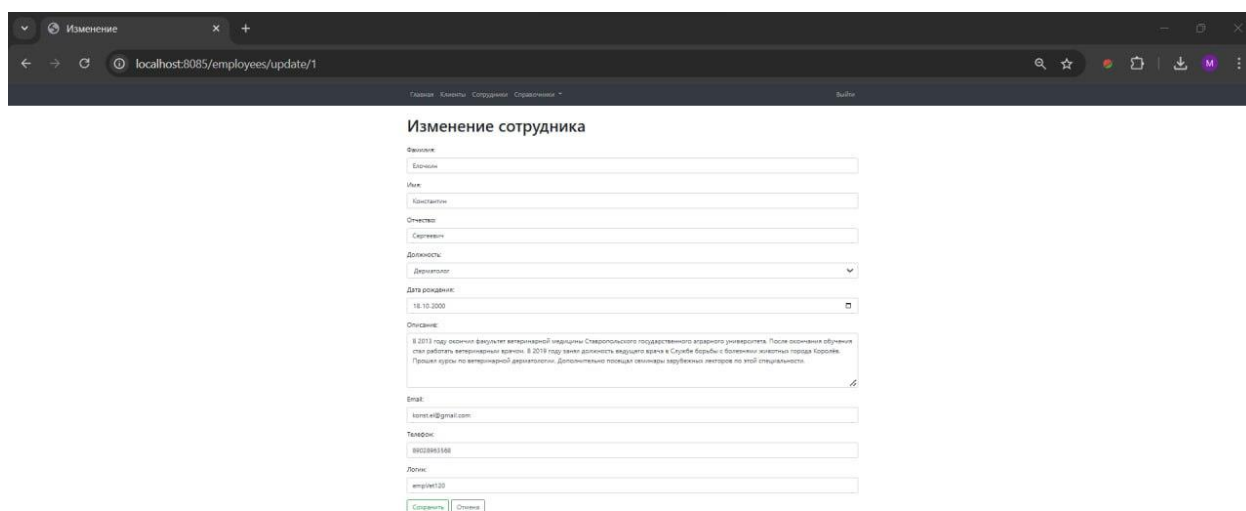 Изменение
localhost:8085/employees/update/1
M
Главная Клиенты Сотрудники Справочники Выйти
Изменение сотрудника
Фамилия:
Елочкин
Имя:
Константин
Отчество:
Сергеевич
Должность:
Дерматолог
Дата рождения:
18.10.2000
Описание:
В 2013 году окончил факультет ветеринарной медицины Ставропольского государственного аграрного университета. После окончания обучения
стал работать ветеринарным врачом. В 2019 году занял должность ведущего врача в Службе борьбы с болезнями животных города Королёв.
Прошел курсы по ветеринарной дерматологии. Дополнительно посещал семинары зарубежных лекторов по этой специальности.
Email:
konst.el@gmail.com
Телефон:
89028965568
Логин:
emplVet120
Сохранить Отмена